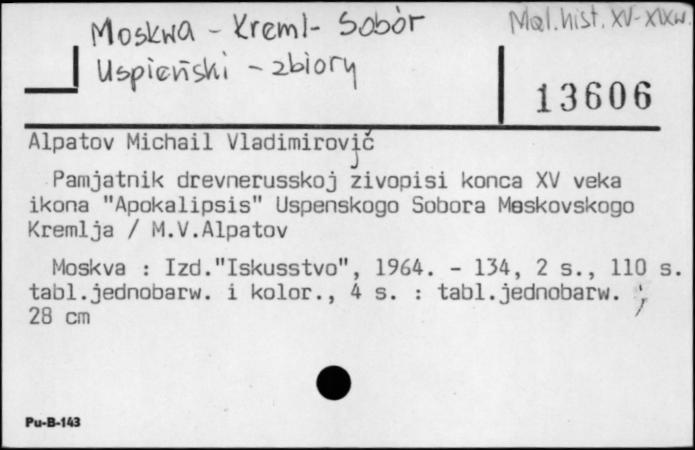 Moskwa - Kreml - Sobór
Mal. hist. XV-XIXw.
Uspieński - zbiory
13606
Alpatov Michail Vladimirovjć
Pamjatnik drevnerusskoj zivopisi konca XV veka
ikona "Apokalipsis" Uspenskogo Sobora Moskovskogo
Kremlja / M.V.Alpatov
Moskva : Izd."Iskusstvo", 1964. - 134, 2 s., 110 s.
tabl.jednobarw. i kolor., 4 s. : tabl.jednobarw. ;
28 cm
Pu-B-143